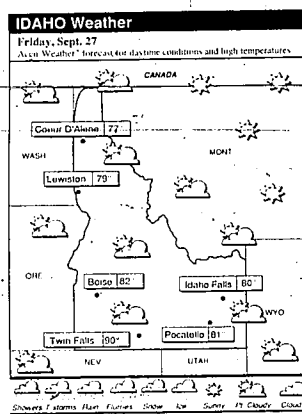 IDAHO Weather
Friday, Sept. 27
Accu-Weather® forecast for daytime conditions and high temperatures
CANADA
Coeur D'Alene 77°
WASH
MONT
Lewiston 79°
ORE
Boise 82°
Idaho Falls 80°
WYO
Twin Falls 90°
Pocatello 81°
NEV
UTAH
Showers T-storms Rain Flurries Snow Ice Sunny Pt. Cloudy Cloudy